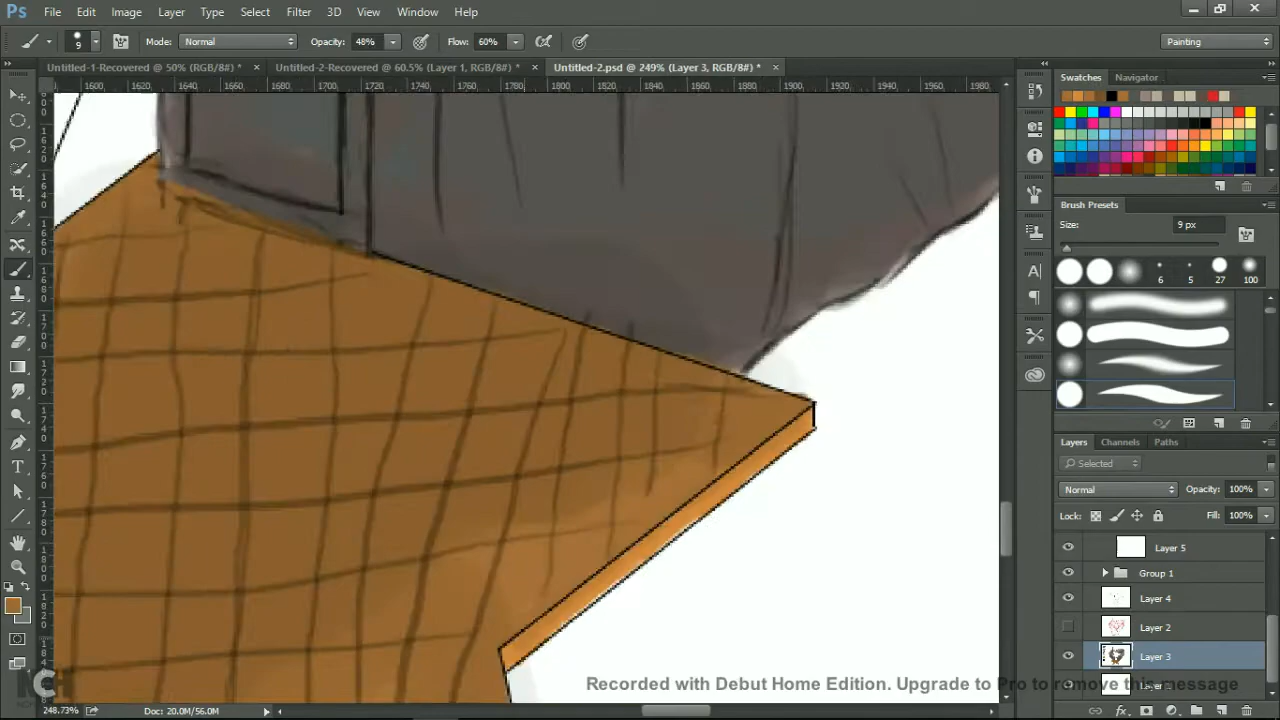 Ps File Edit Image Layer Type Select Filter 3D View Window Help
9 Mode: Normal Opacity: 48% Flow: 60% Painting
Untitled-1-Recovered @ 50% (RGB/8#) * × Untitled-2-Recovered @ 60.5% (Layer 1, RGB/8#) * × Untitled-2.psd @ 249% (Layer 3, RGB/8#) * ×
1600 1620 1640 1660 1680 1700 1720 1740 1760 1780 1800 1820 1840 1860 1880 1900 1920 1940 1960 1980
Swatches Navigator
Brush Presets
Size: 9 px
6 5 27 100
Layers Channels Paths
Selected
Normal Opacity: 100%
Lock: Fill: 100%
Layer 5
Group 1
Layer 4
Layer 2
Layer 3
Recorded with Debut Home Edition. Upgrade to Pro to remove this message
248.73% Doc: 20.0M/56.0M